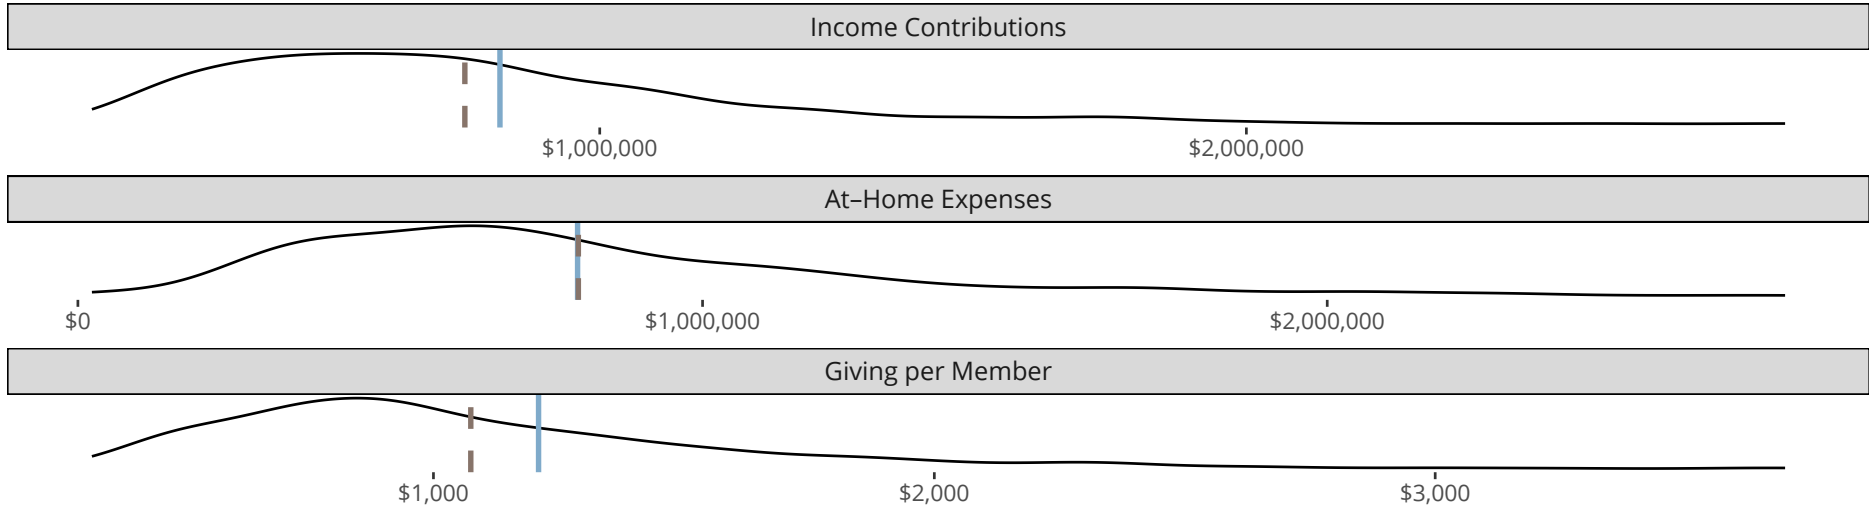 Income Contributions
$1,000,000 $2,000,000
At–Home Expenses
$0 $1,000,000 $2,000,000
Giving per Member
$1,000 $2,000 $3,000